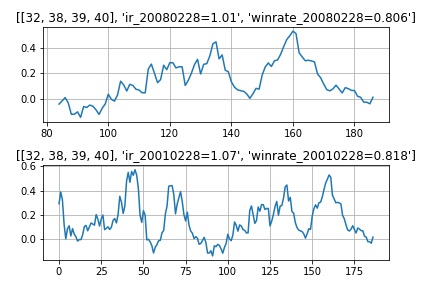 [[32, 38, 39, 40], 'ir_20080228=1.01', 'winrate_20080228=0.806']
0.4
0.2
0.0
80 100 120 140 160 180
[[32, 38, 39, 40], 'ir_20010228=1.07', 'winrate_20010228=0.818']
0.6
0.4
0.2
0.0
0 25 50 75 100 125 150 175